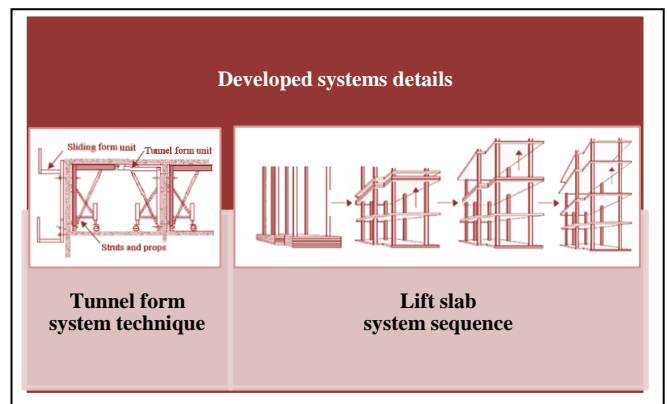 Developed systems details
Sliding form unit
Tunnel form unit
Struts and props
Tunnel form
system technique
Lift slab
system sequence